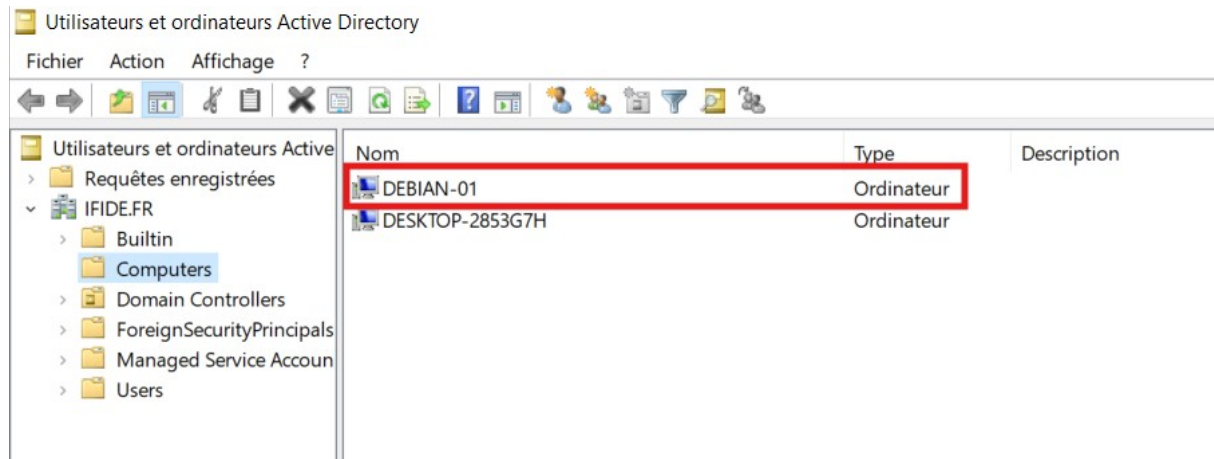 Utilisateurs et ordinateurs Active Directory
Fichier Action Affichage ?
Utilisateurs et ordinateurs Active
Requêtes enregistrées
IFIDE.FR
Builtin
Computers
Domain Controllers
ForeignSecurityPrincipals
Managed Service Accoun
Users
Nom Type Description
DEBIAN-01 Ordinateur
DESKTOP-2853G7H Ordinateur